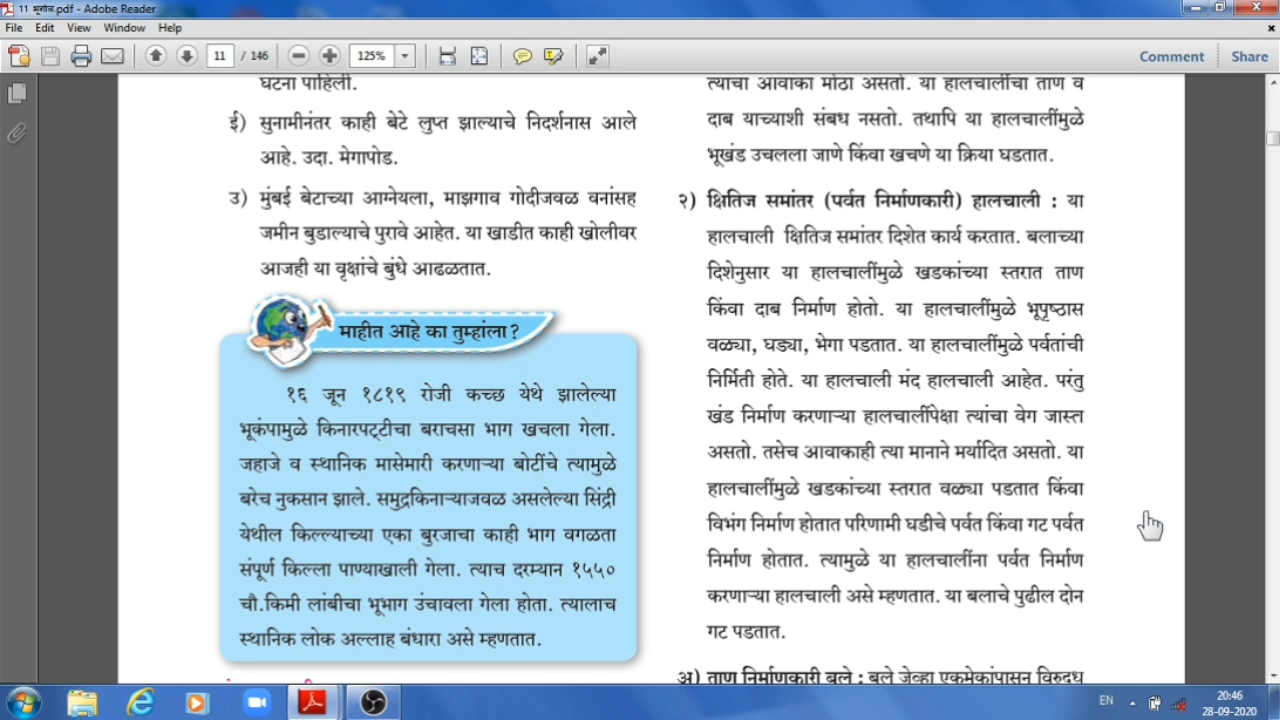 11 भूगोल.pdf - Adobe Reader
File Edit View Window Help
11 / 146
125%
Comment Share
घटना पाहिली.
ई) सुनामीनंतर काही बेटे लुप्त झाल्याचे निदर्शनास आले
आहे. उदा. मेगापोड.
उ) मुंबई बेटाच्या आग्नेयला, माझगाव गोदीजवळ वनांसह
जमीन बुडाल्याचे पुरावे आहेत. या खाडीत काही खोलीवर
आजही या वृक्षांचे बुंधे आढळतात.
माहीत आहे का तुम्हांला?
१६ जून १८१९ रोजी कच्छ येथे झालेल्या
भूकंपामुळे किनारपट्टीचा बराचसा भाग खचला गेला.
जहाजे व स्थानिक मासेमारी करणाऱ्या बोटींचे त्यामुळे
बरेच नुकसान झाले. समुद्रकिनाऱ्याजवळ असलेल्या सिंद्री
येथील किल्ल्याच्या एका बुरजाचा काही भाग वगळता
संपूर्ण किल्ला पाण्याखाली गेला. त्याच दरम्यान १५५०
चौ.किमी लांबीचा भूभाग उंचावला गेला होता. त्यालाच
स्थानिक लोक अल्लाह बंधारा असे म्हणतात.
त्याचा आवाका मोठा असतो. या हालचालींचा ताण व
दाब याच्याशी संबध नसतो. तथापि या हालचालींमुळे
भूखंड उचलला जाणे किंवा खचणे या क्रिया घडतात.
२) क्षितिज समांतर (पर्वत निर्माणकारी) हालचाली : या
हालचाली क्षितिज समांतर दिशेत कार्य करतात. बलाच्या
दिशेनुसार या हालचालींमुळे खडकांच्या स्तरात ताण
किंवा दाब निर्माण होतो. या हालचालींमुळे भूपृष्ठास
वळ्या, घड्या, भेगा पडतात. या हालचालींमुळे पर्वतांची
निर्मिती होते. या हालचाली मंद हालचाली आहेत. परंतु
खंड निर्माण करणाऱ्या हालचालींपेक्षा त्यांचा वेग जास्त
असतो. तसेच आवाकाही त्या मानाने मर्यादित असतो. या
हालचालींमुळे खडकांच्या स्तरात वळ्या पडतात किंवा
विभंग निर्माण होतात परिणामी घडीचे पर्वत किंवा गट पर्वत
निर्माण होतात. त्यामुळे या हालचालींना पर्वत निर्माण
करणाऱ्या हालचाली असे म्हणतात. या बलाचे पुढील दोन
गट पडतात.
अ) ताण निर्माणकारी बले : बले जेव्हा एकमेकांपासून विरुद्ध
EN
20:46
28-09-2020